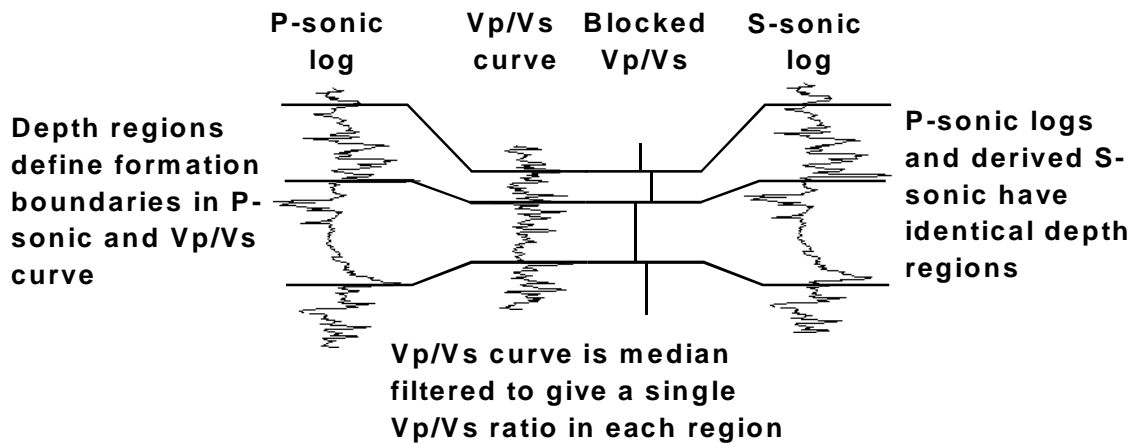 P-sonic log
Vp/Vs curve
Blocked Vp/Vs
S-sonic log
Depth regions
define formation
boundaries in P-
sonic and Vp/Vs
curve
P-sonic logs
and derived S-
sonic have
identical depth
regions
Vp/Vs curve is median
filtered to give a single
Vp/Vs ratio in each region